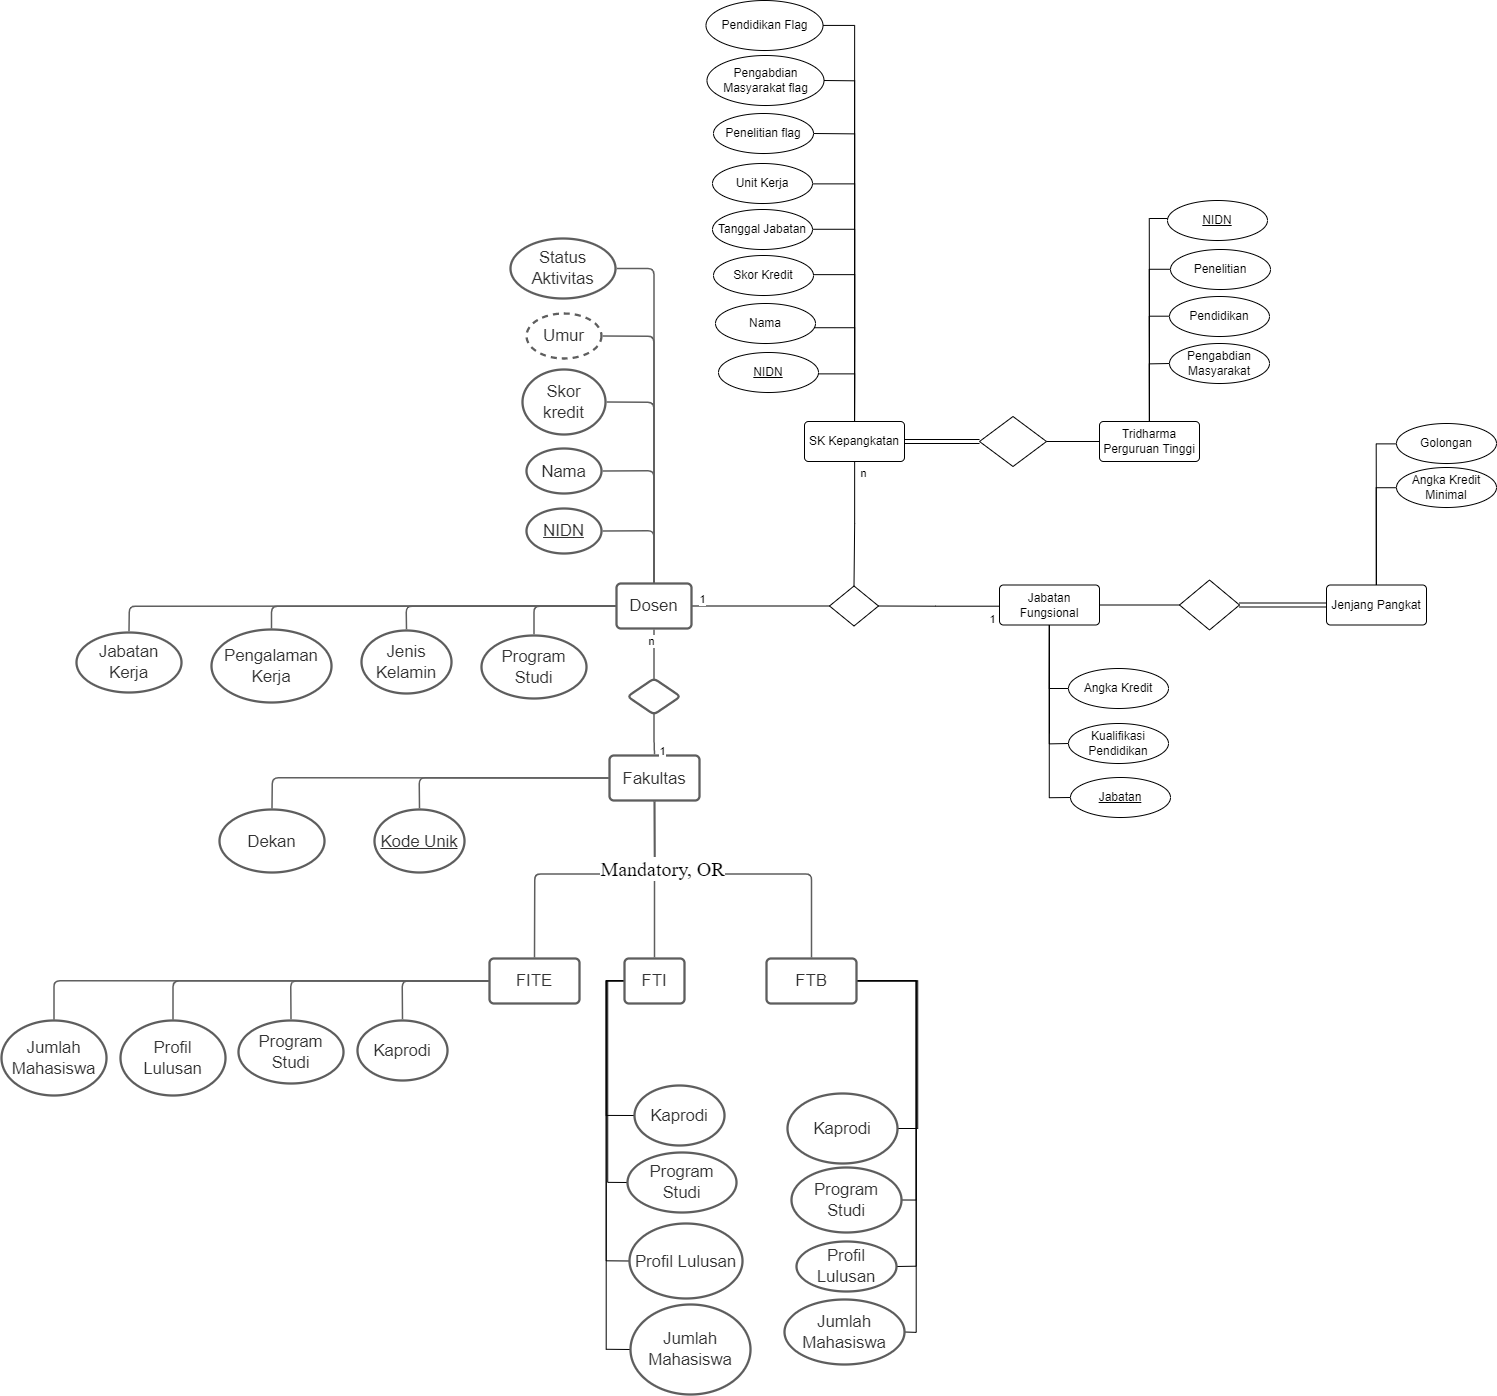 Pendidikan Flag
Pengabdian
Masyarakat flag
Penelitian flag
Unit Kerja
Tanggal Jabatan
Skor Kredit
Nama
NIDN
NIDN
Penelitian
Pendidikan
Pengabdian
Masyarakat
Status
Aktivitas
Umur
Skor
kredit
Nama
NIDN
SK Kepangkatan
n
Tridharma
Perguruan Tinggi
Golongan
Angka Kredit
Minimal
Dosen
1
n
Jabatan
Fungsional
1
Jenjang Pangkat
Jabatan
Kerja
Pengalaman
Kerja
Jenis
Kelamin
Program
Studi
Angka Kredit
Kualifikasi
Pendidikan
Jabatan
1
Fakultas
Dekan
Kode Unik
Mandatory, OR
FITE
FTI
FTB
Jumlah
Mahasiswa
Profil
Lulusan
Program
Studi
Kaprodi
Kaprodi
Program
Studi
Profil Lulusan
Jumlah
Mahasiswa
Kaprodi
Program
Studi
Profil
Lulusan
Jumlah
Mahasiswa